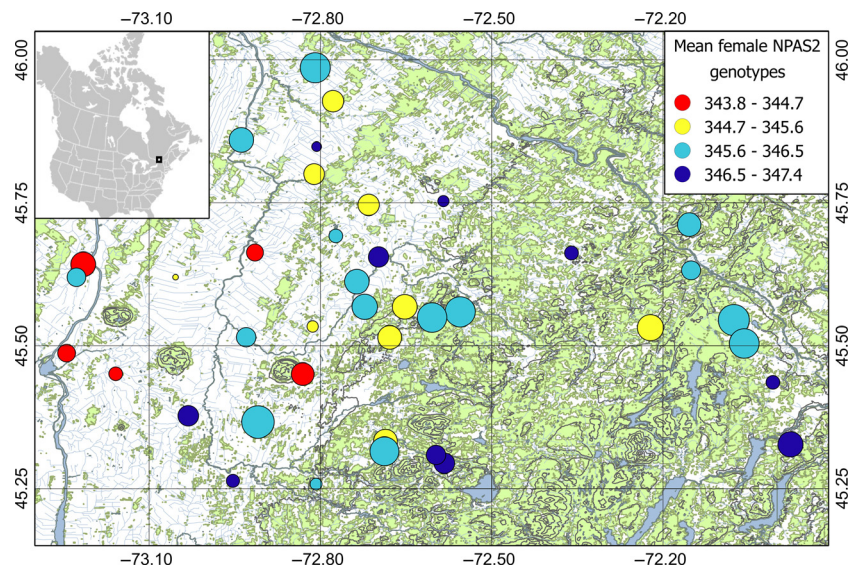 −73.10 −72.80 −72.50 −72.20
46.00 46.00
Mean female NPAS2
genotypes
343.8 - 344.7
344.7 - 345.6
345.6 - 346.5
346.5 - 347.4
45.75 45.75
45.50 45.50
45.25 45.25
−73.10 −72.80 −72.50 −72.20